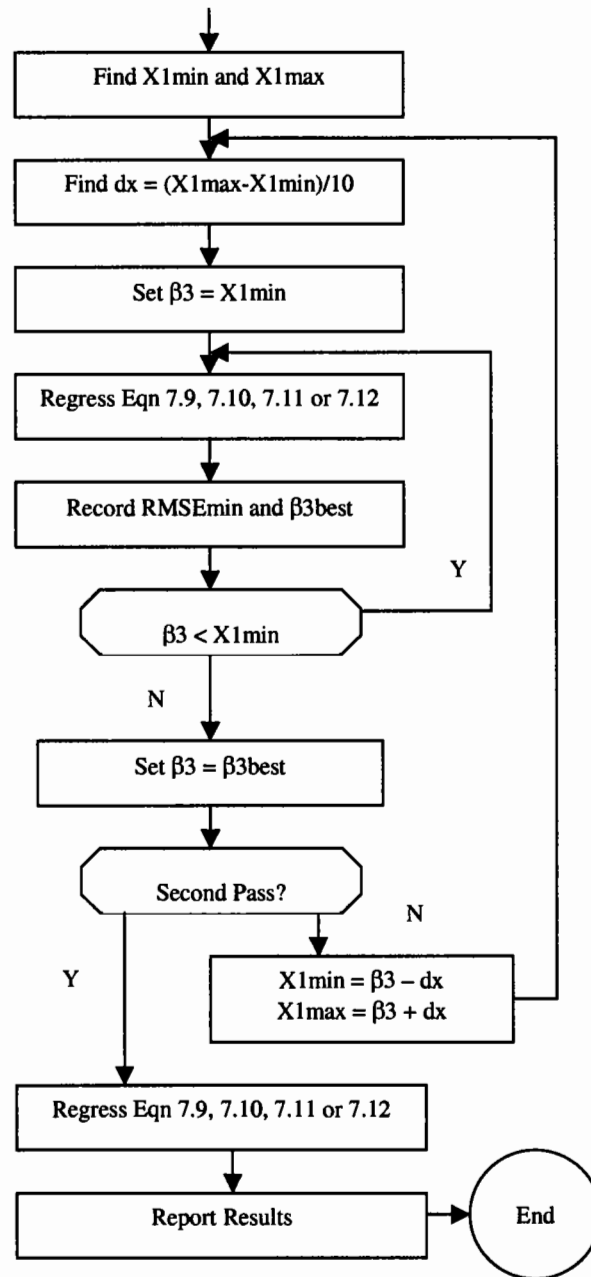 Find X1min and X1max
Find dx = (X1max-X1min)/10
Set β3 = X1min
Regress Eqn 7.9, 7.10, 7.11 or 7.12
Record RMSEmin and β3best
Y
β3 < X1min
N
Set β3 = β3best
Second Pass?
N
Y
X1min = β3 – dx
X1max = β3 + dx
Regress Eqn 7.9, 7.10, 7.11 or 7.12
Report Results
End